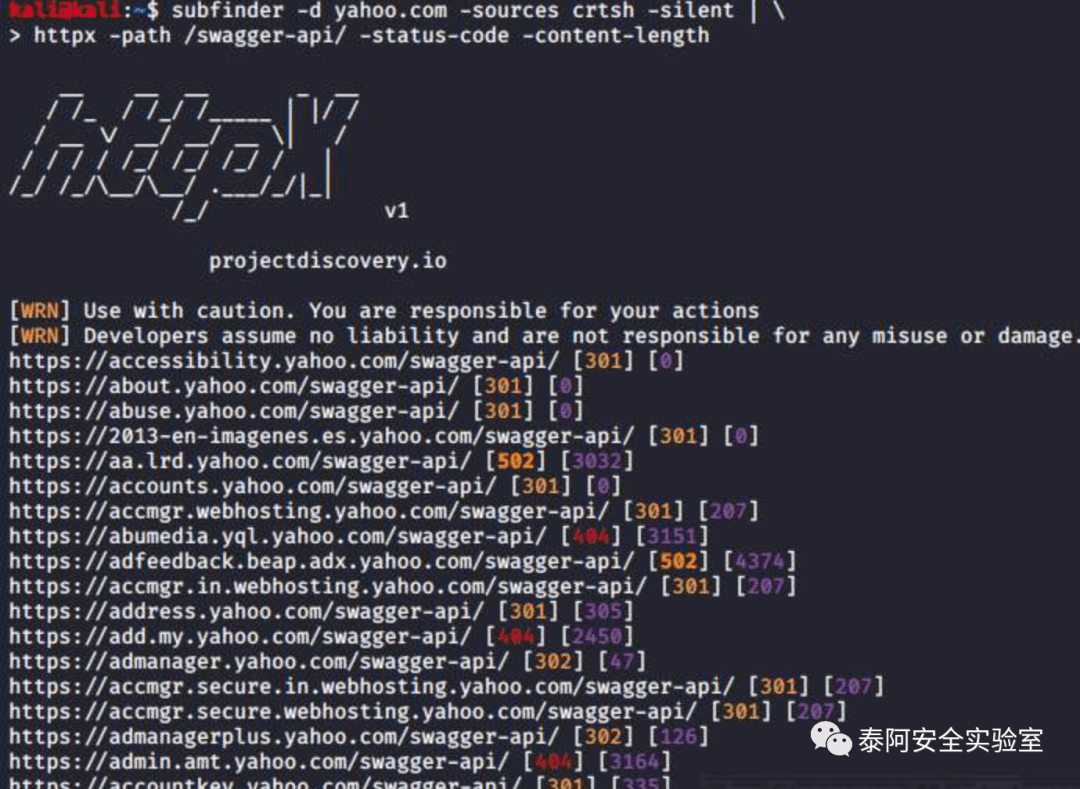 kali@kali:~$ subfinder -d yahoo.com -sources crtsh -silent | \
> httpx -path /swagger-api/ -status-code -content-length
httpx
v1
projectdiscovery.io
[WRN] Use with caution. You are responsible for your actions
[WRN] Developers assume no liability and are not responsible for any misuse or damage.
https://accessibility.yahoo.com/swagger-api/ [301] [0]
https://about.yahoo.com/swagger-api/ [301] [0]
https://abuse.yahoo.com/swagger-api/ [301] [0]
https://2013-en-imagenes.es.yahoo.com/swagger-api/ [301] [0]
https://aa.lrd.yahoo.com/swagger-api/ [502] [3032]
https://accounts.yahoo.com/swagger-api/ [301] [0]
https://accmgr.webhosting.yahoo.com/swagger-api/ [301] [207]
https://abumedia.yql.yahoo.com/swagger-api/ [404] [3151]
https://adfeedback.beap.adx.yahoo.com/swagger-api/ [502] [4374]
https://accmgr.in.webhosting.yahoo.com/swagger-api/ [301] [207]
https://address.yahoo.com/swagger-api/ [301] [305]
https://add.my.yahoo.com/swagger-api/ [404] [2450]
https://admanager.yahoo.com/swagger-api/ [302] [47]
https://accmgr.secure.in.webhosting.yahoo.com/swagger-api/ [301] [207]
https://accmgr.secure.webhosting.yahoo.com/swagger-api/ [301] [207]
https://admanagerplus.yahoo.com/swagger-api/ [302] [126]
https://admin.amt.yahoo.com/swagger-api/ [404] [3164]
https://accountkey.yahoo.com/swagger-api/ [301] [335]
泰阿安全实验室